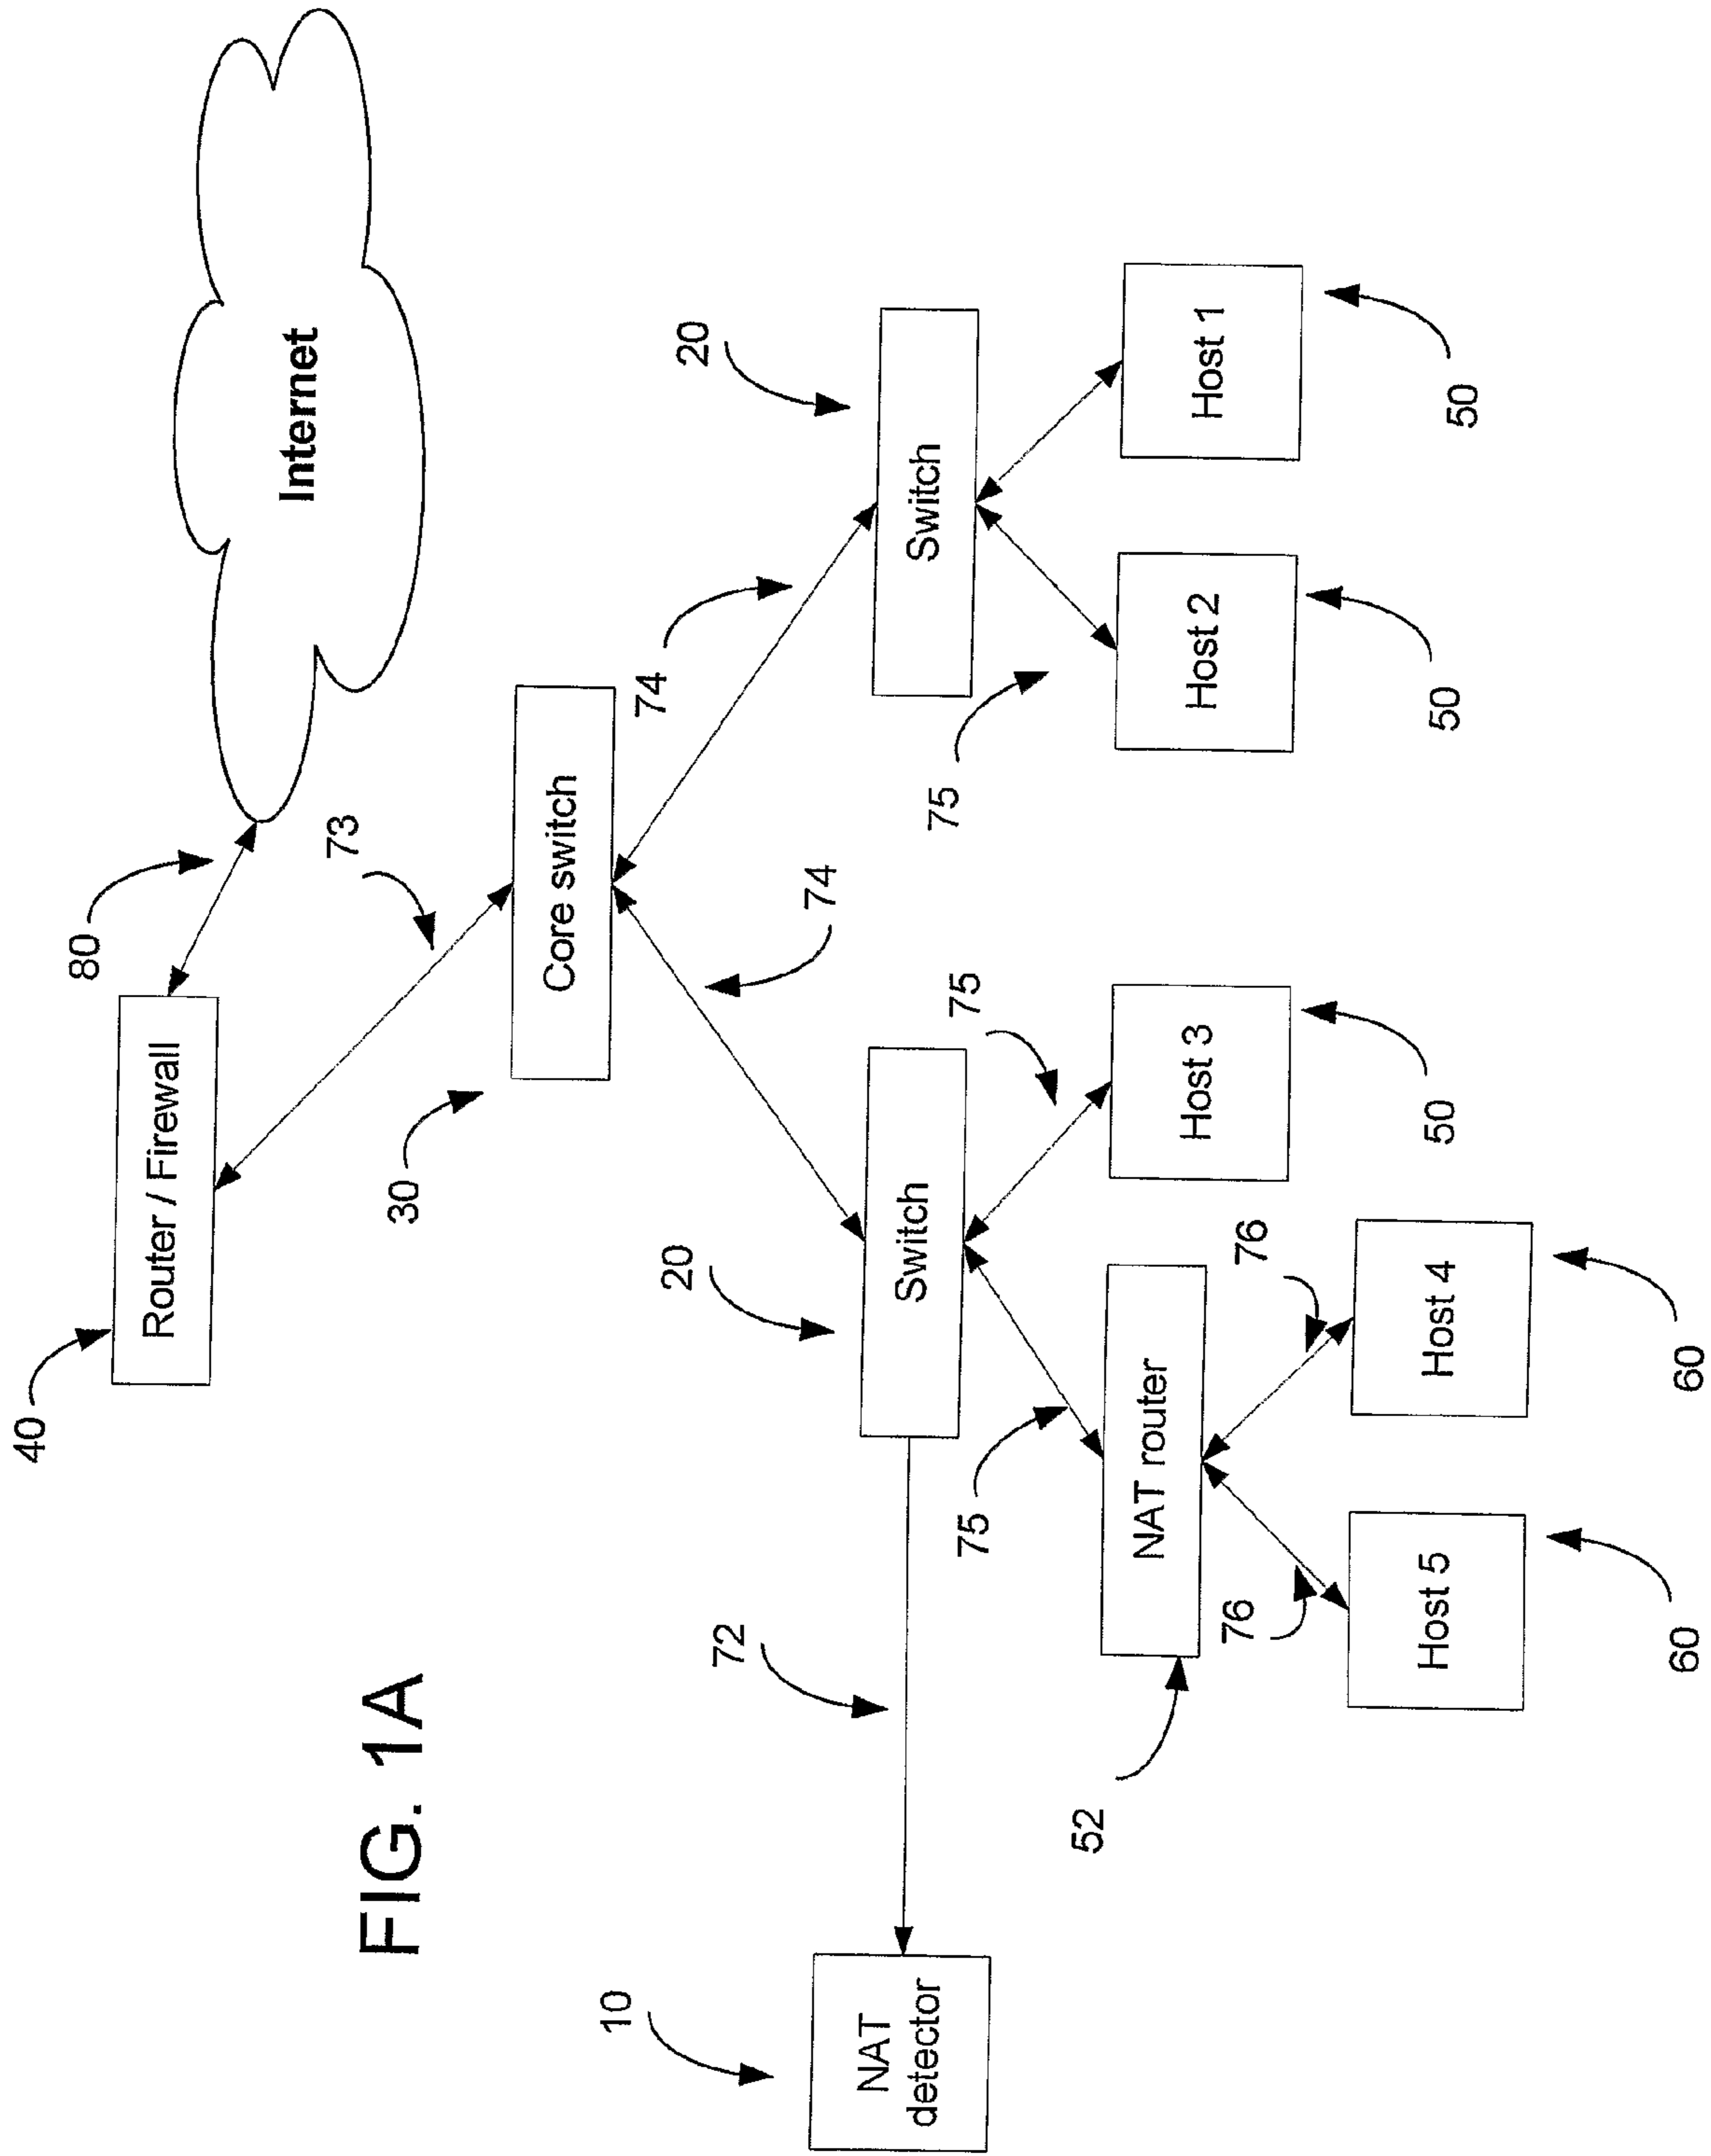 FIG. 1A
Internet
80
73
40
Router / Firewall
30
Core switch
74
74
20
20
Switch
Switch
72
10
NAT
detector
75
75
75
52
NAT router
Host 3
Host 2
Host 1
50
50
50
76
76
Host 5
Host 4
60
60